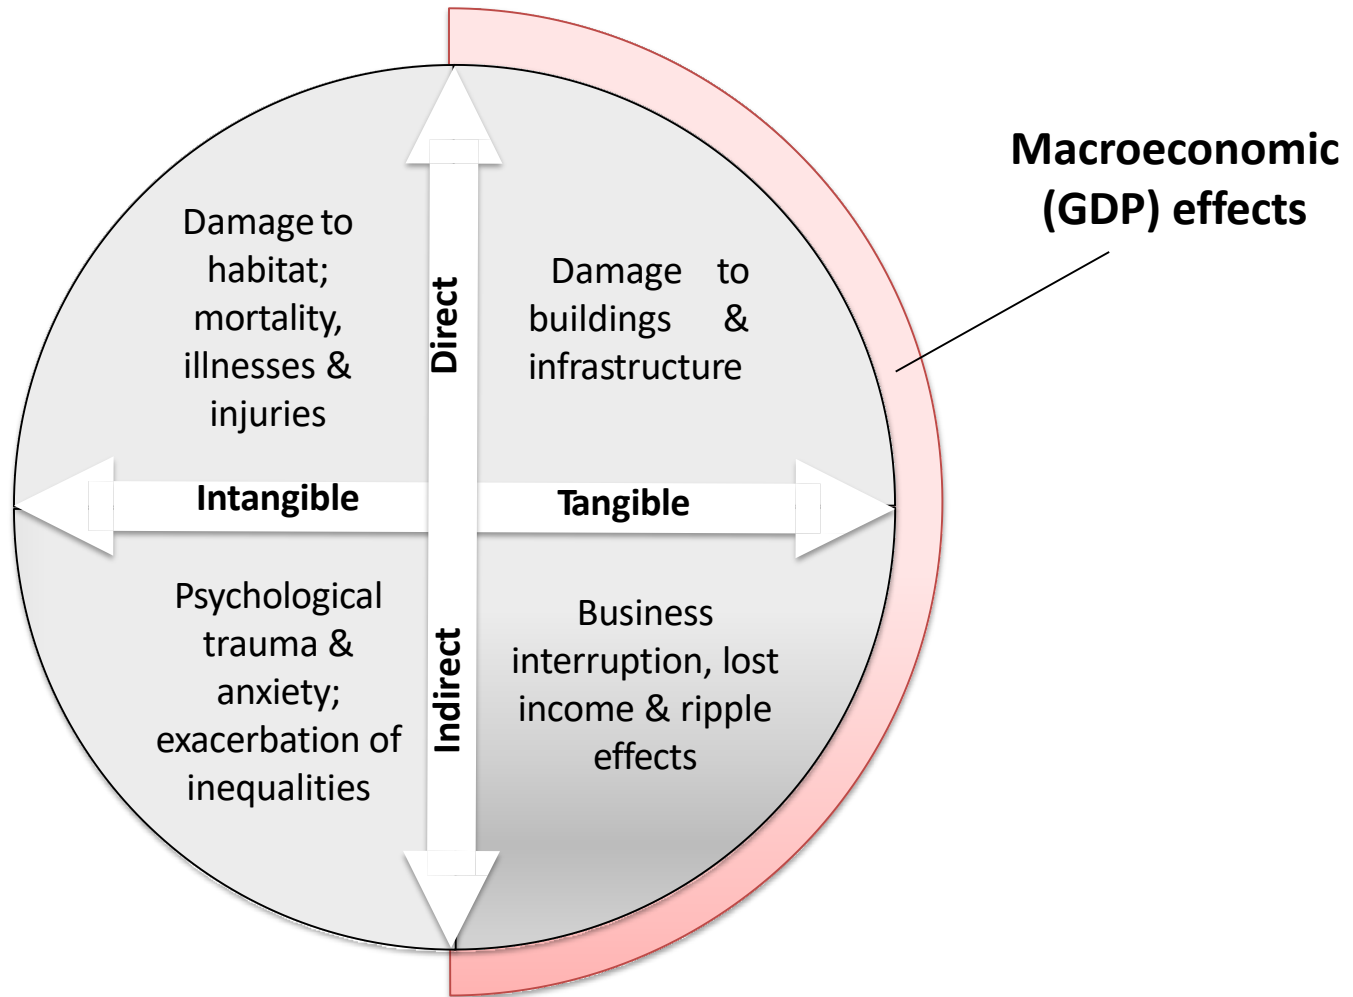 Macroeconomic
(GDP) effects
Damage to
habitat;
mortality,
illnesses &
injuries
Direct
Damage to
buildings &
infrastructure
Intangible
Tangible
Psychological
trauma &
anxiety;
exacerbation of
inequalities
Indirect
Business
interruption, lost
income & ripple
effects